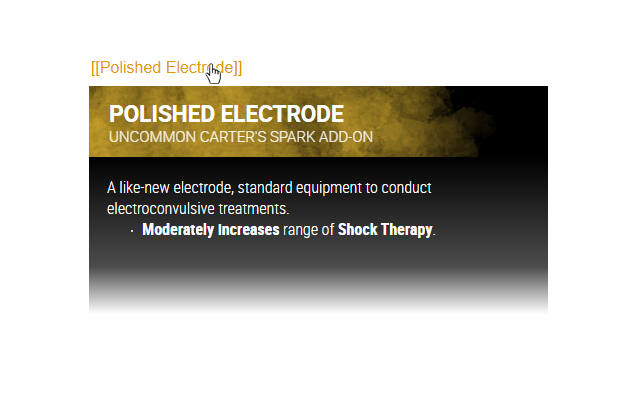 [[Polished Electrode]]
POLISHED ELECTRODE
UNCOMMON CARTER'S SPARK ADD-ON
A like-new electrode, standard equipment to conduct
electroconvulsive treatments.
· Moderately Increases range of Shock Therapy.